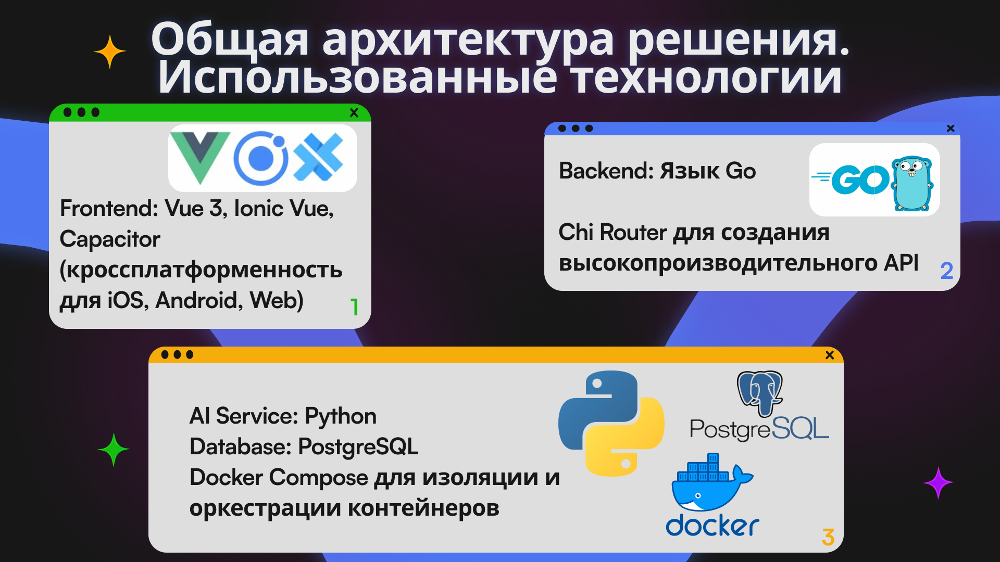 Общая архитектура решения.
Использованные технологии
Frontend: Vue 3, Ionic Vue,
Capacitor
(кроссплатформенность
для iOS, Android, Web)
1
Backend: Язык Go
GO
Chi Router для создания
высокопроизводительного API
2
AI Service: Python
Database: PostgreSQL
Docker Compose для изоляции и
оркестрации контейнеров
PostgreSQL
docker
3